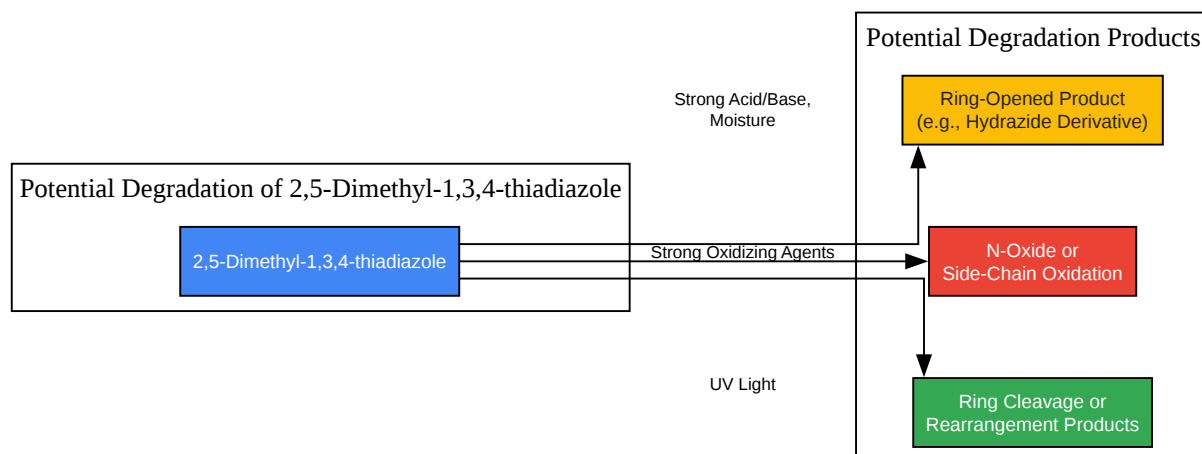 Potential Degradation Products
Strong Acid/Base,
Moisture
Ring-Opened Product
(e.g., Hydrazide Derivative)
Potential Degradation of 2,5-Dimethyl-1,3,4-thiadiazole
2,5-Dimethyl-1,3,4-thiadiazole
Strong Oxidizing Agents
N-Oxide or
Side-Chain Oxidation
UV Light
Ring Cleavage or
Rearrangement Products